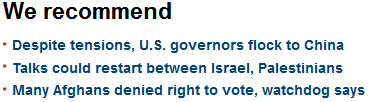 We recommend
Despite tensions, U.S. governors flock to China
Talks could restart between Israel, Palestinians
Many Afghans denied right to vote, watchdog says